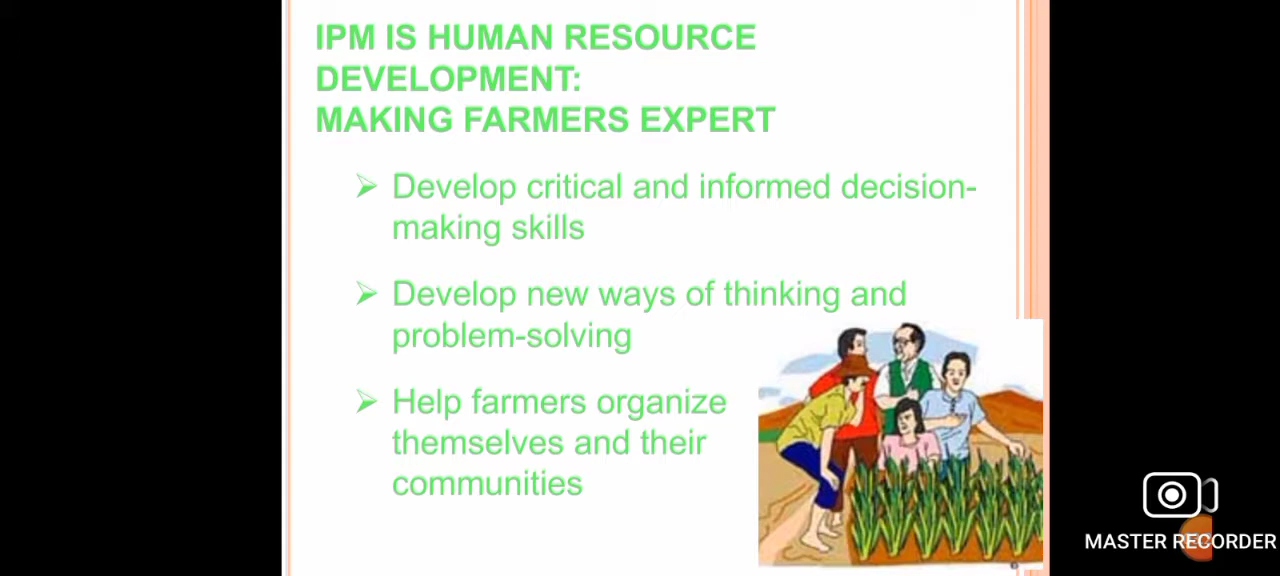 IPM IS HUMAN RESOURCE
DEVELOPMENT:
MAKING FARMERS EXPERT
Develop critical and informed decision-
making skills
Develop new ways of thinking and
problem-solving
Help farmers organize
themselves and their
communities
MASTER RECORDER